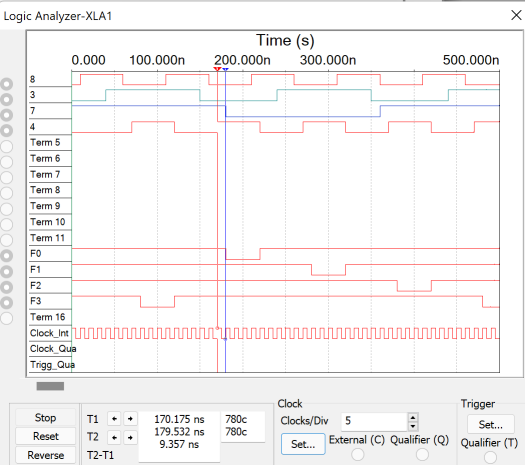 Logic Analyzer-XLA1
Time (s)
0.000 100.000n 200.000n 300.000n 500.000n
8
3
7
4
Term 5
Term 6
Term 7
Term 8
Term 9
Term 10
Term 11
F0
F1
F2
F3
Term 16
Clock_Int
Clock_Qua
Trigg_Qua
Stop
Reset
Reverse
T1
T2
T2-T1
170.175 ns 780c
179.532 ns 780c
9.357 ns
Clock
Clocks/Div 5
Set...
External (C) Qualifier (Q)
Trigger
Set...
Qualifier (T)